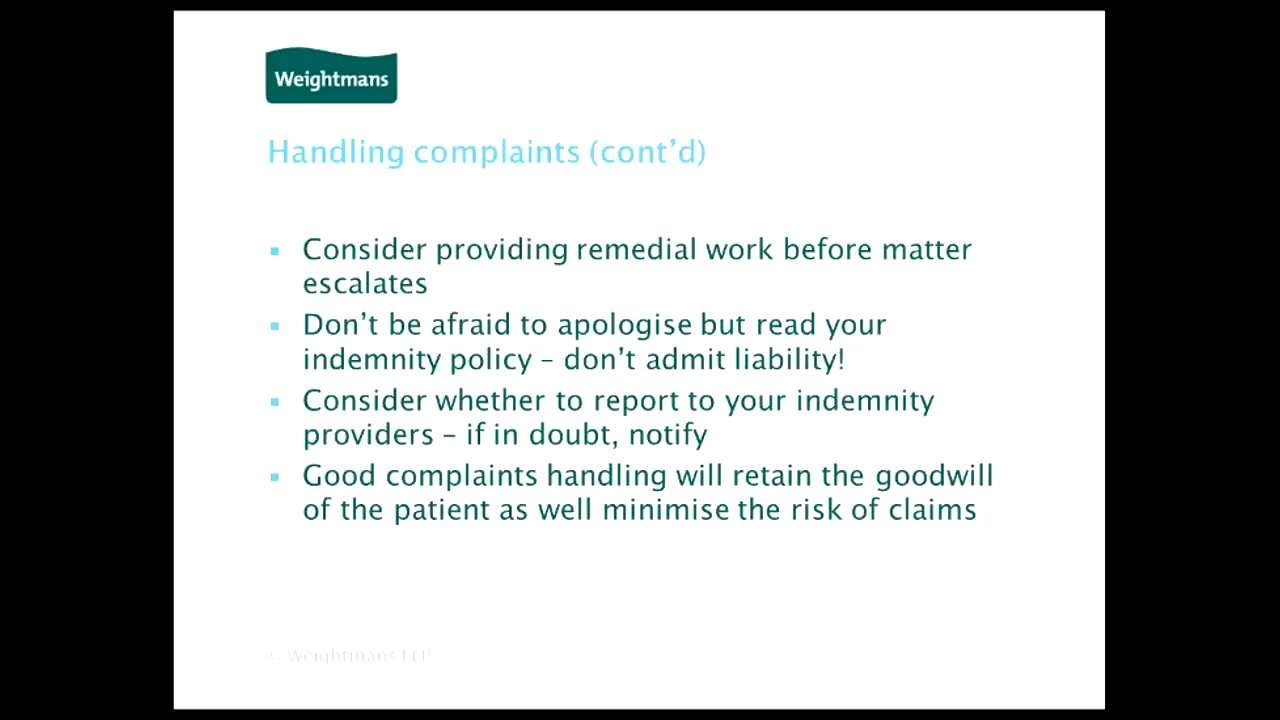 Weightmans
Handling complaints (cont’d)
Consider providing remedial work before matter
escalates
Don’t be afraid to apologise but read your
indemnity policy – don’t admit liability!
Consider whether to report to your indemnity
providers – if in doubt, notify
Good complaints handling will retain the goodwill
of the patient as well minimise the risk of claims
© Weightmans LLP